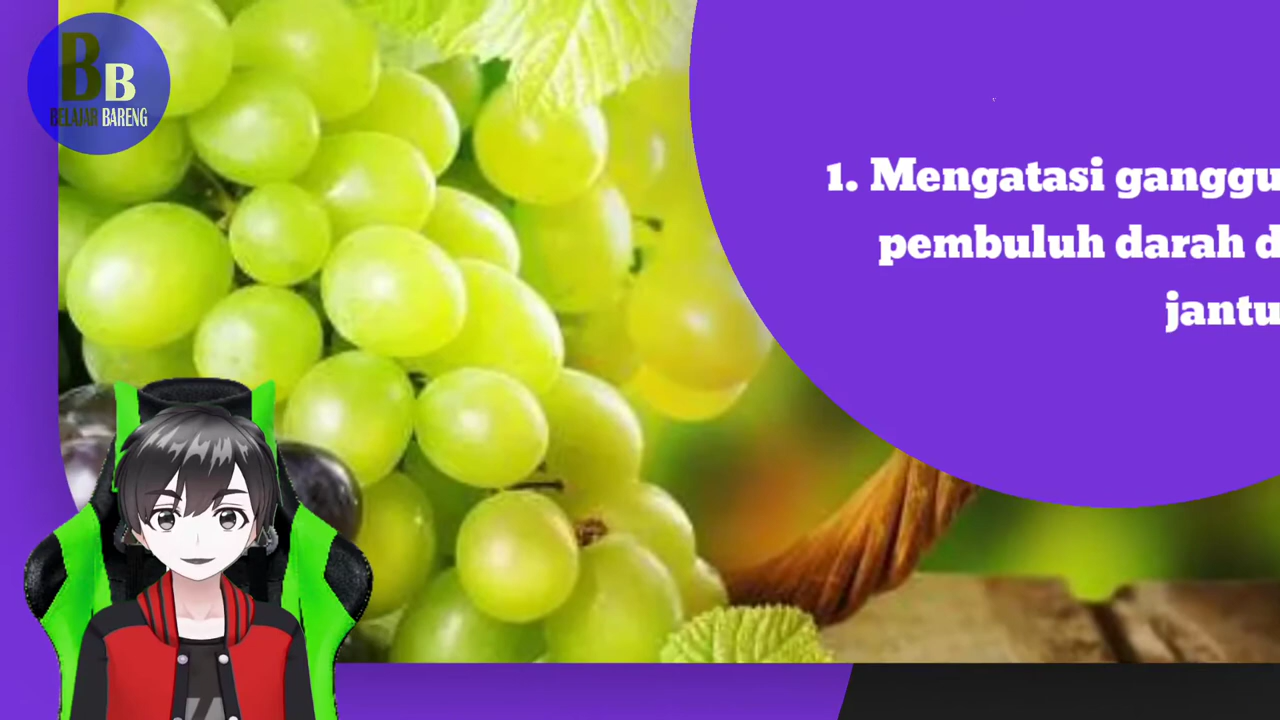 BB
BELAJAR BARENG
1. Mengatasi ganggu
pembuluh darah d
jantu